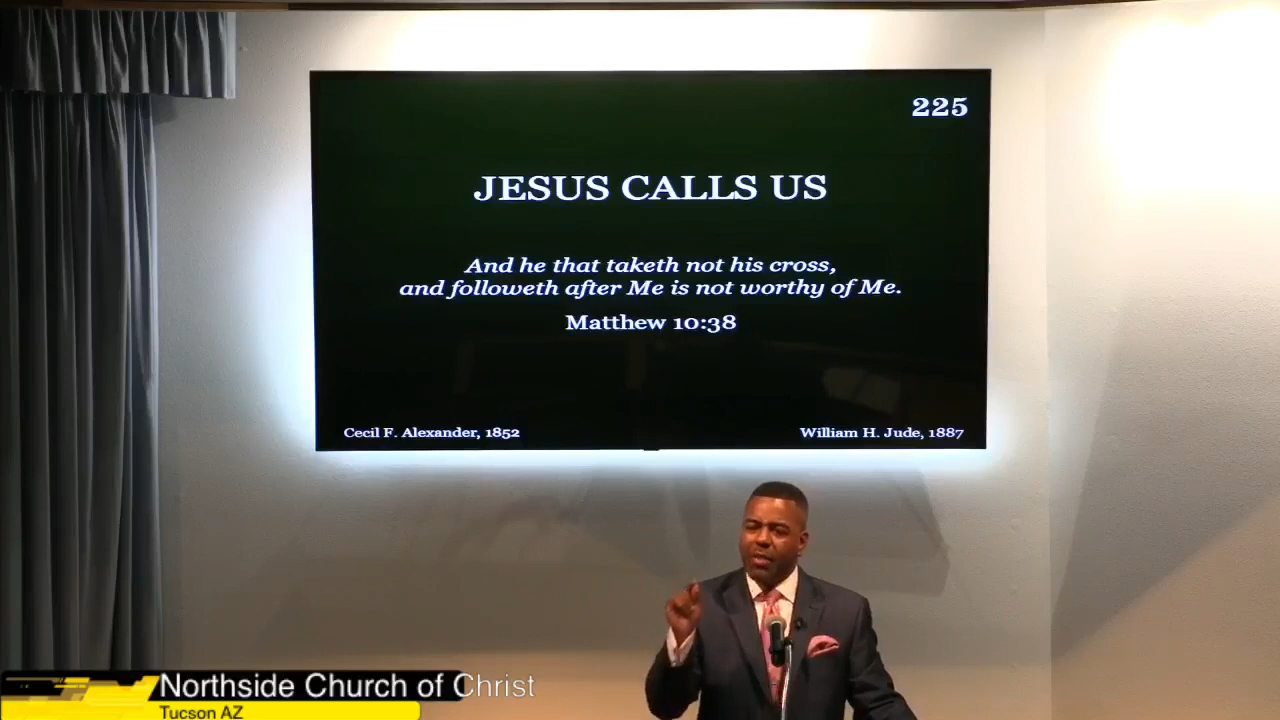 225
JESUS CALLS US
And he that taketh not his cross,
and followeth after Me is not worthy of Me.
Matthew 10:38
Cecil F. Alexander, 1852
William H. Jude, 1887
Northside Church of Christ
Tucson AZ